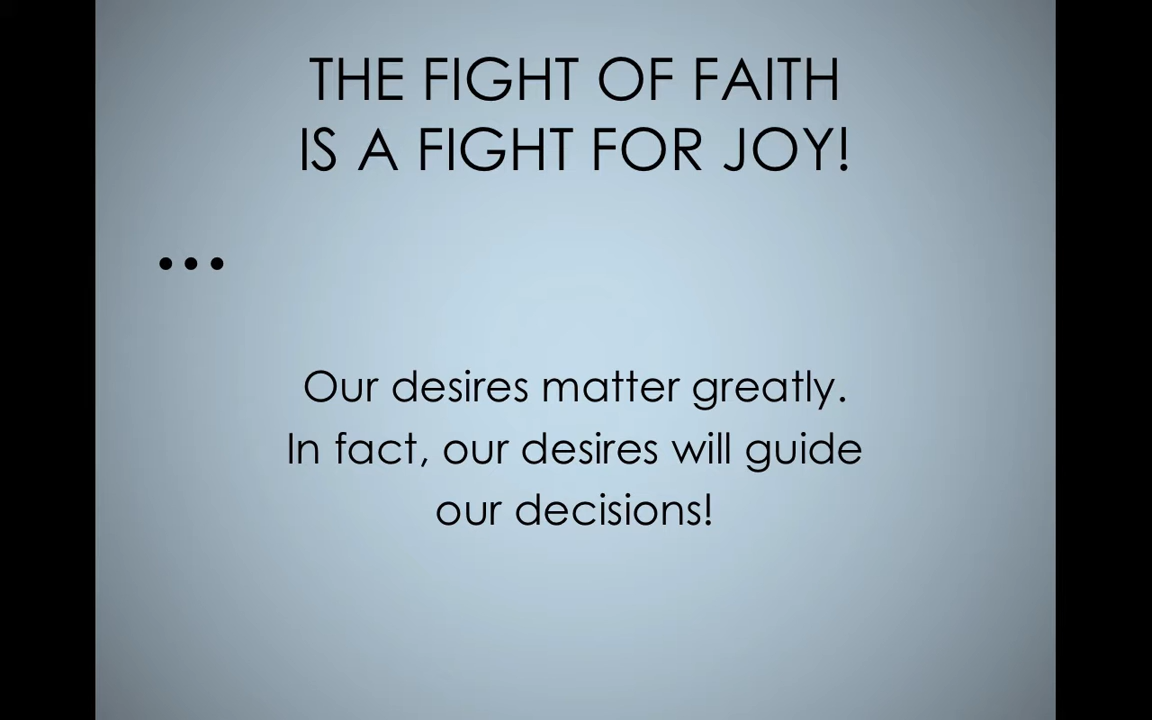 THE FIGHT OF FAITH
IS A FIGHT FOR JOY!
...
Our desires matter greatly.
In fact, our desires will guide
our decisions!